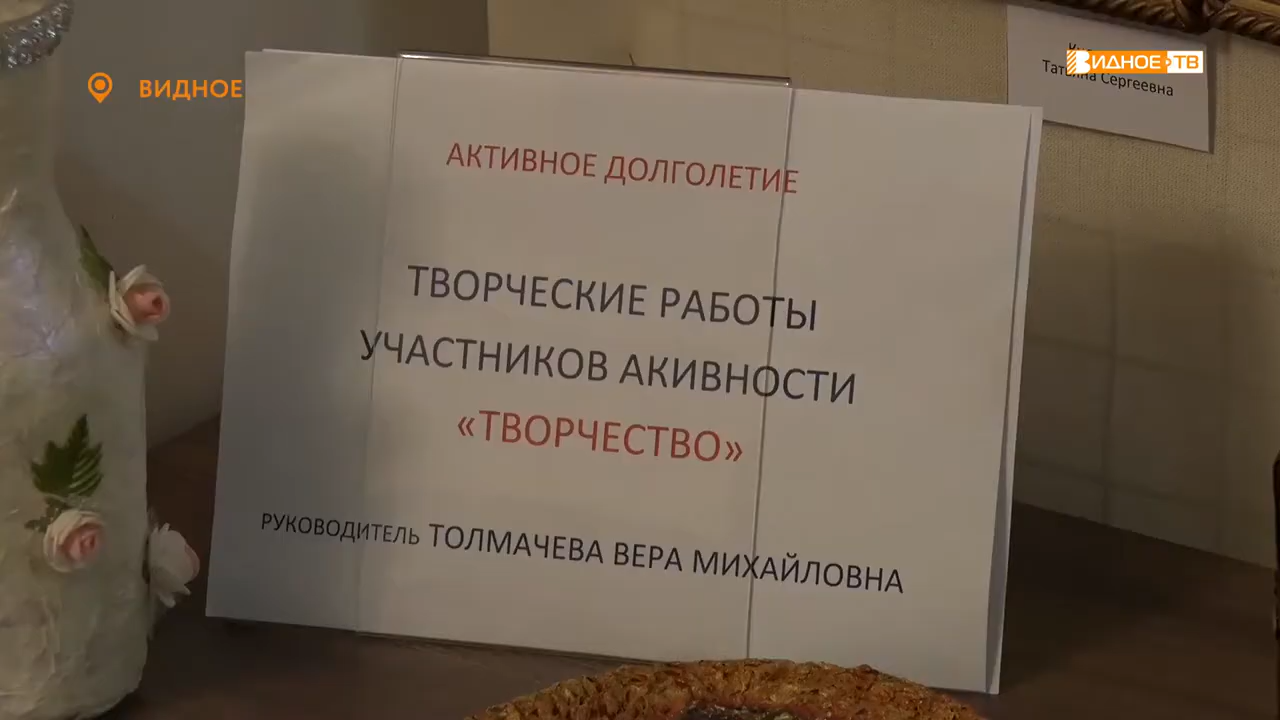 ВИДНОЕ
ВИДНОЕ ТВ
Татьяна Сергеевна
АКТИВНОЕ ДОЛГОЛЕТИЕ
ТВОРЧЕСКИЕ РАБОТЫ
УЧАСТНИКОВ АКИВНОСТИ
«ТВОРЧЕСТВО»
РУКОВОДИТЕЛЬ ТОЛМАЧЕВА ВЕРА МИХАЙЛОВНА